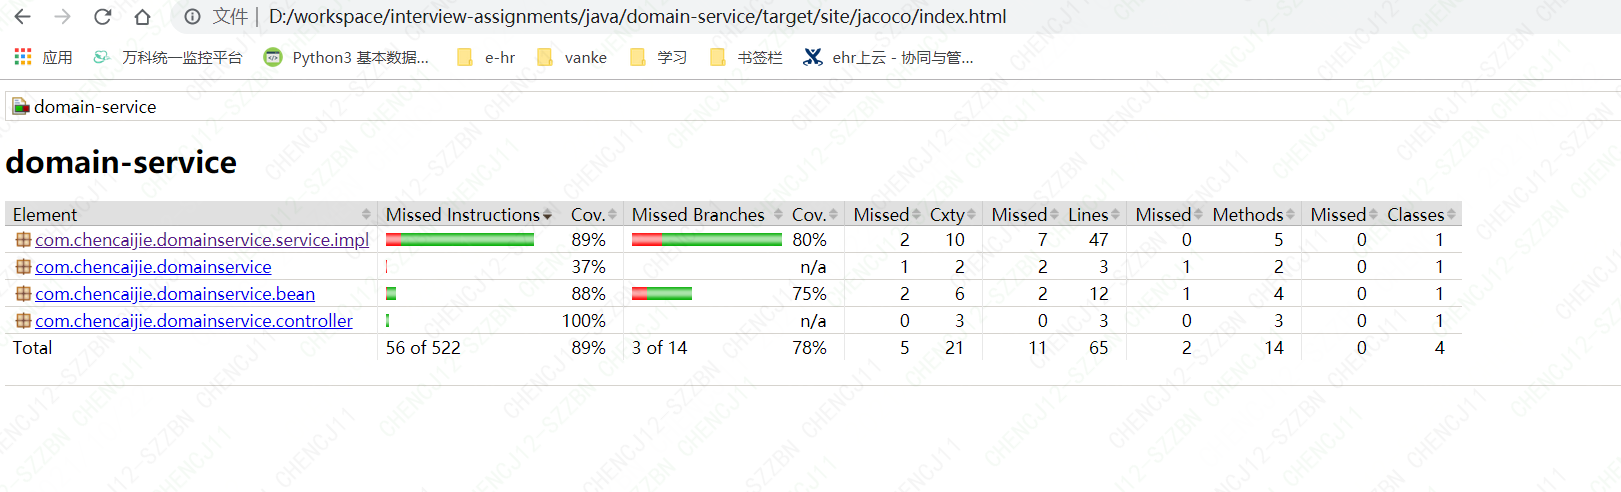 文件 | D:/workspace/interview-assignments/java/domain-service/target/site/jacoco/index.html
应用 万科统一监控平台 Python3 基本数据... e-hr vanke 学习 书签栏 ehr上云 - 协同与管...
domain-service
domain-service
Element Missed Instructions Cov. Missed Branches Cov. Missed Cxty Missed Lines Missed Methods Missed Classes
com.chencaijie.domainservice.service.impl 89% 80% 2 10 7 47 0 5 0 1
com.chencaijie.domainservice 37% n/a 1 2 2 3 1 2 0 1
com.chencaijie.domainservice.bean 88% 75% 2 6 2 12 1 4 0 1
com.chencaijie.domainservice.controller 100% n/a 0 3 0 3 0 3 0 1
Total 56 of 522 89% 3 of 14 78% 5 21 11 65 2 14 0 4
CHENCJ12-SZZBN CHENCJ11